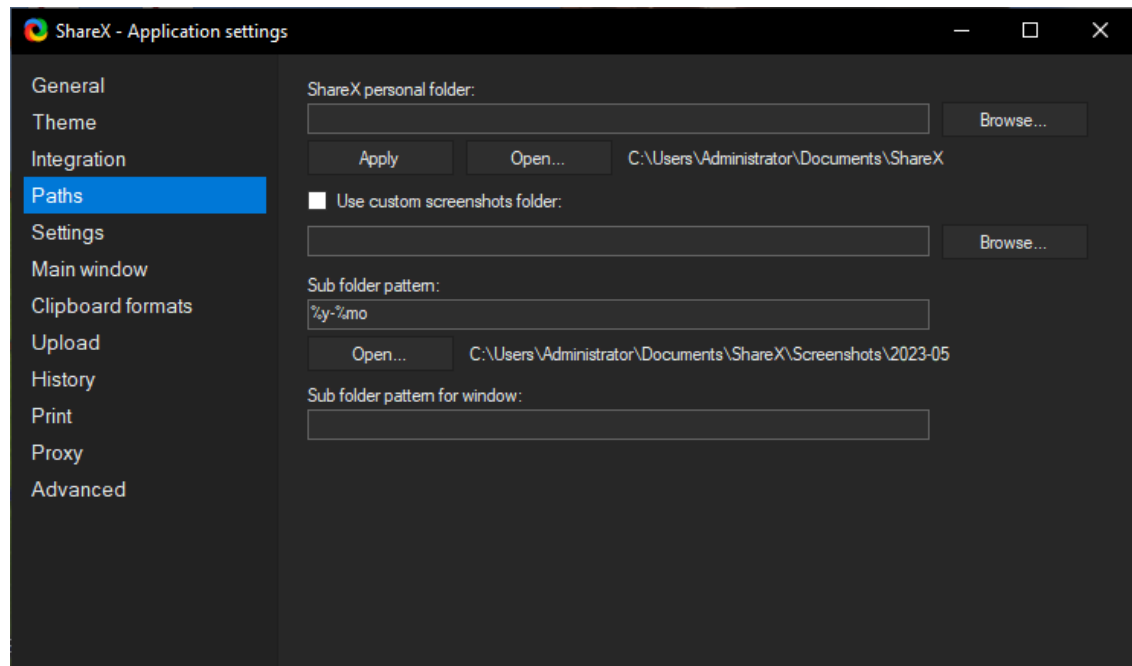 ShareX - Application settings
General
Theme
Integration
Paths
Settings
Main window
Clipboard formats
Upload
History
Print
Proxy
Advanced
ShareX personal folder:
Browse...
Apply Open... C:\Users\Administrator\Documents\ShareX
Use custom screenshots folder:
Browse...
Sub folder pattern:
%y-%mo
Open... C:\Users\Administrator\Documents\ShareX\Screenshots\2023-05
Sub folder pattern for window: